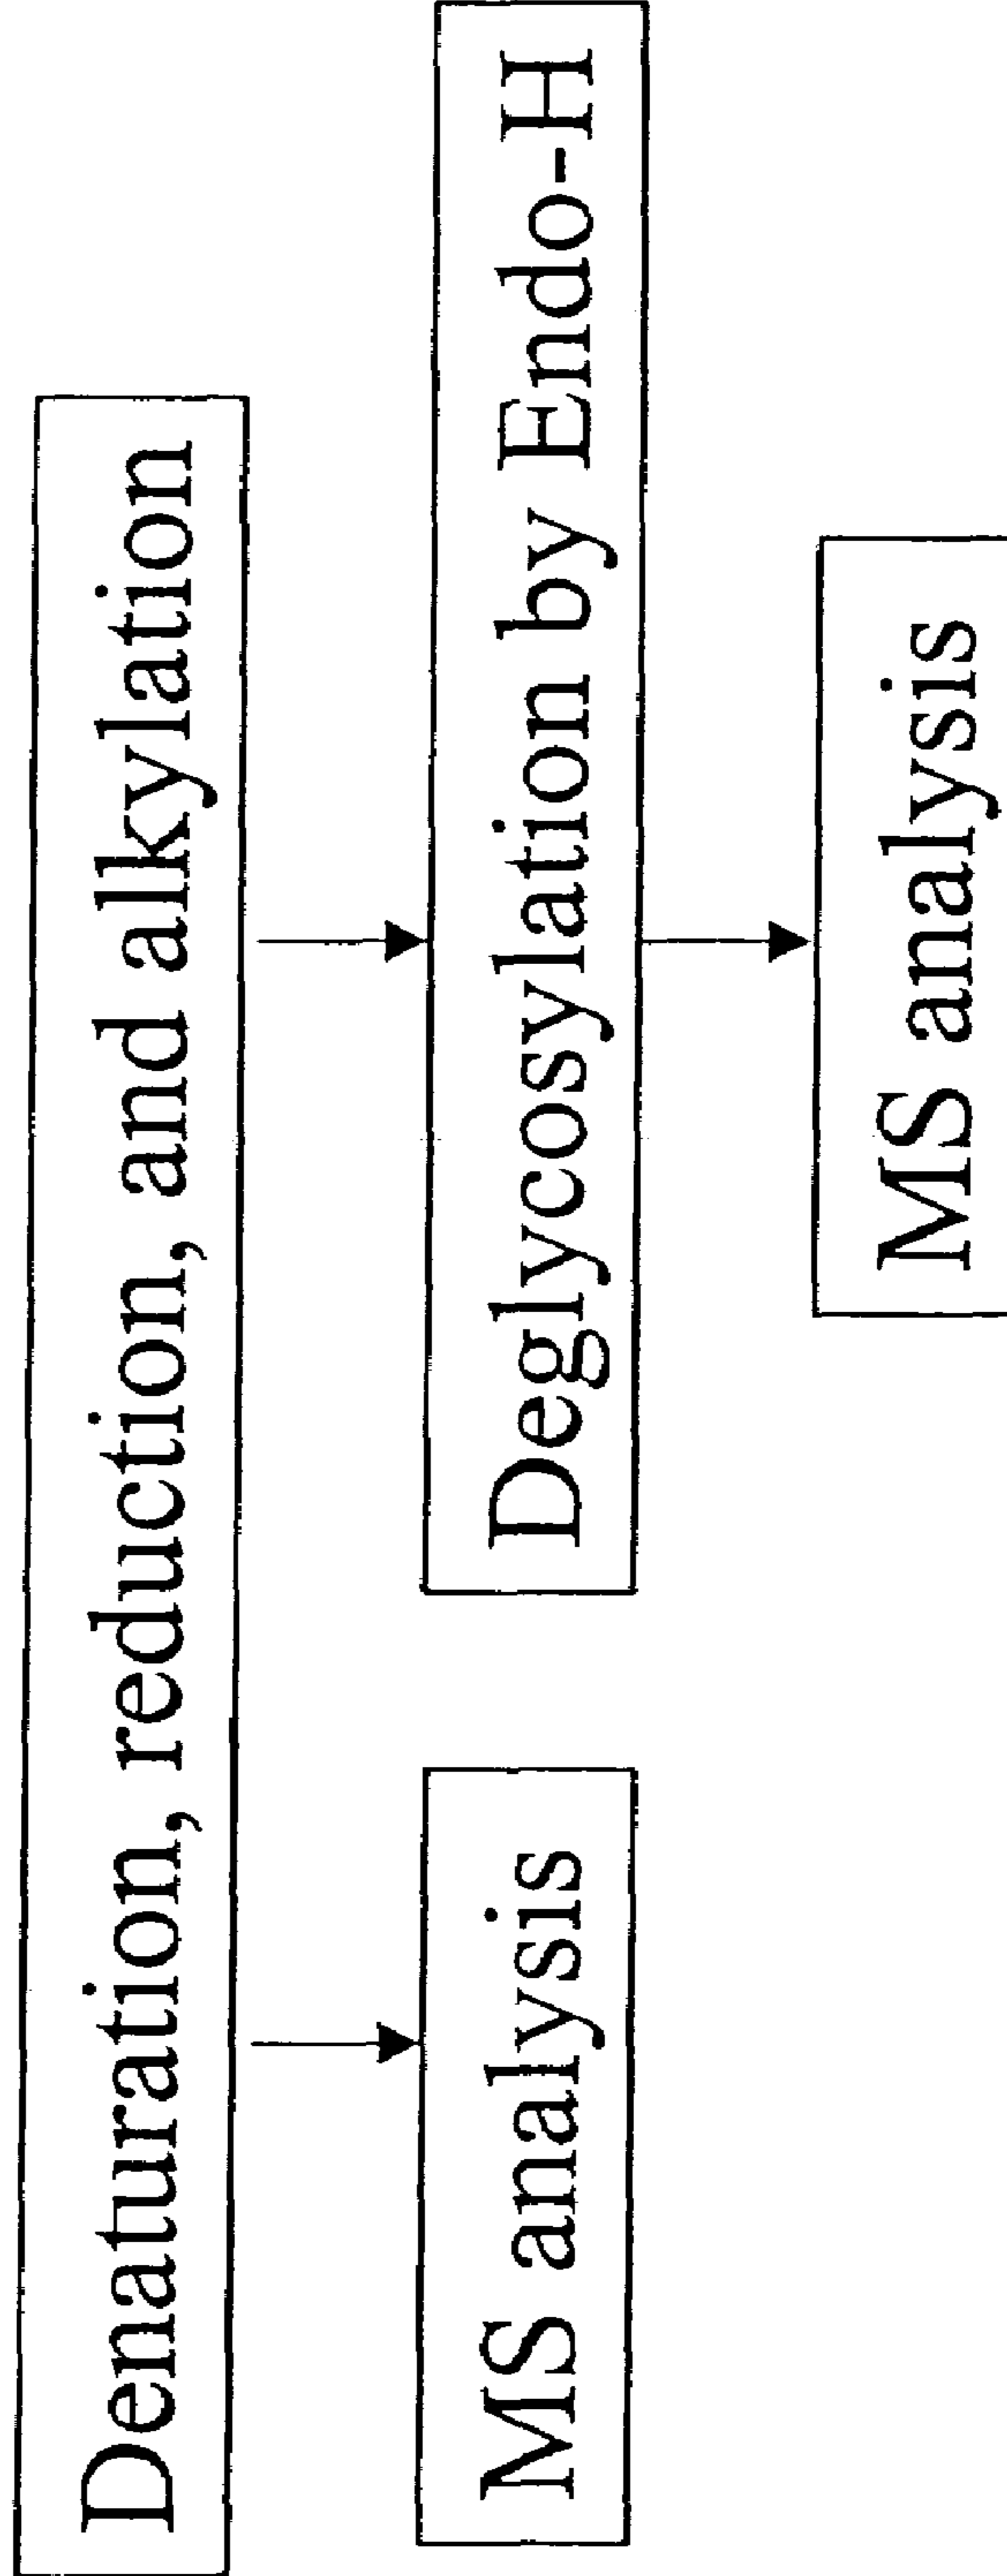 Denaturation, reduction, and alkylation
MS analysis
Deglycosylation by Endo-H
MS analysis